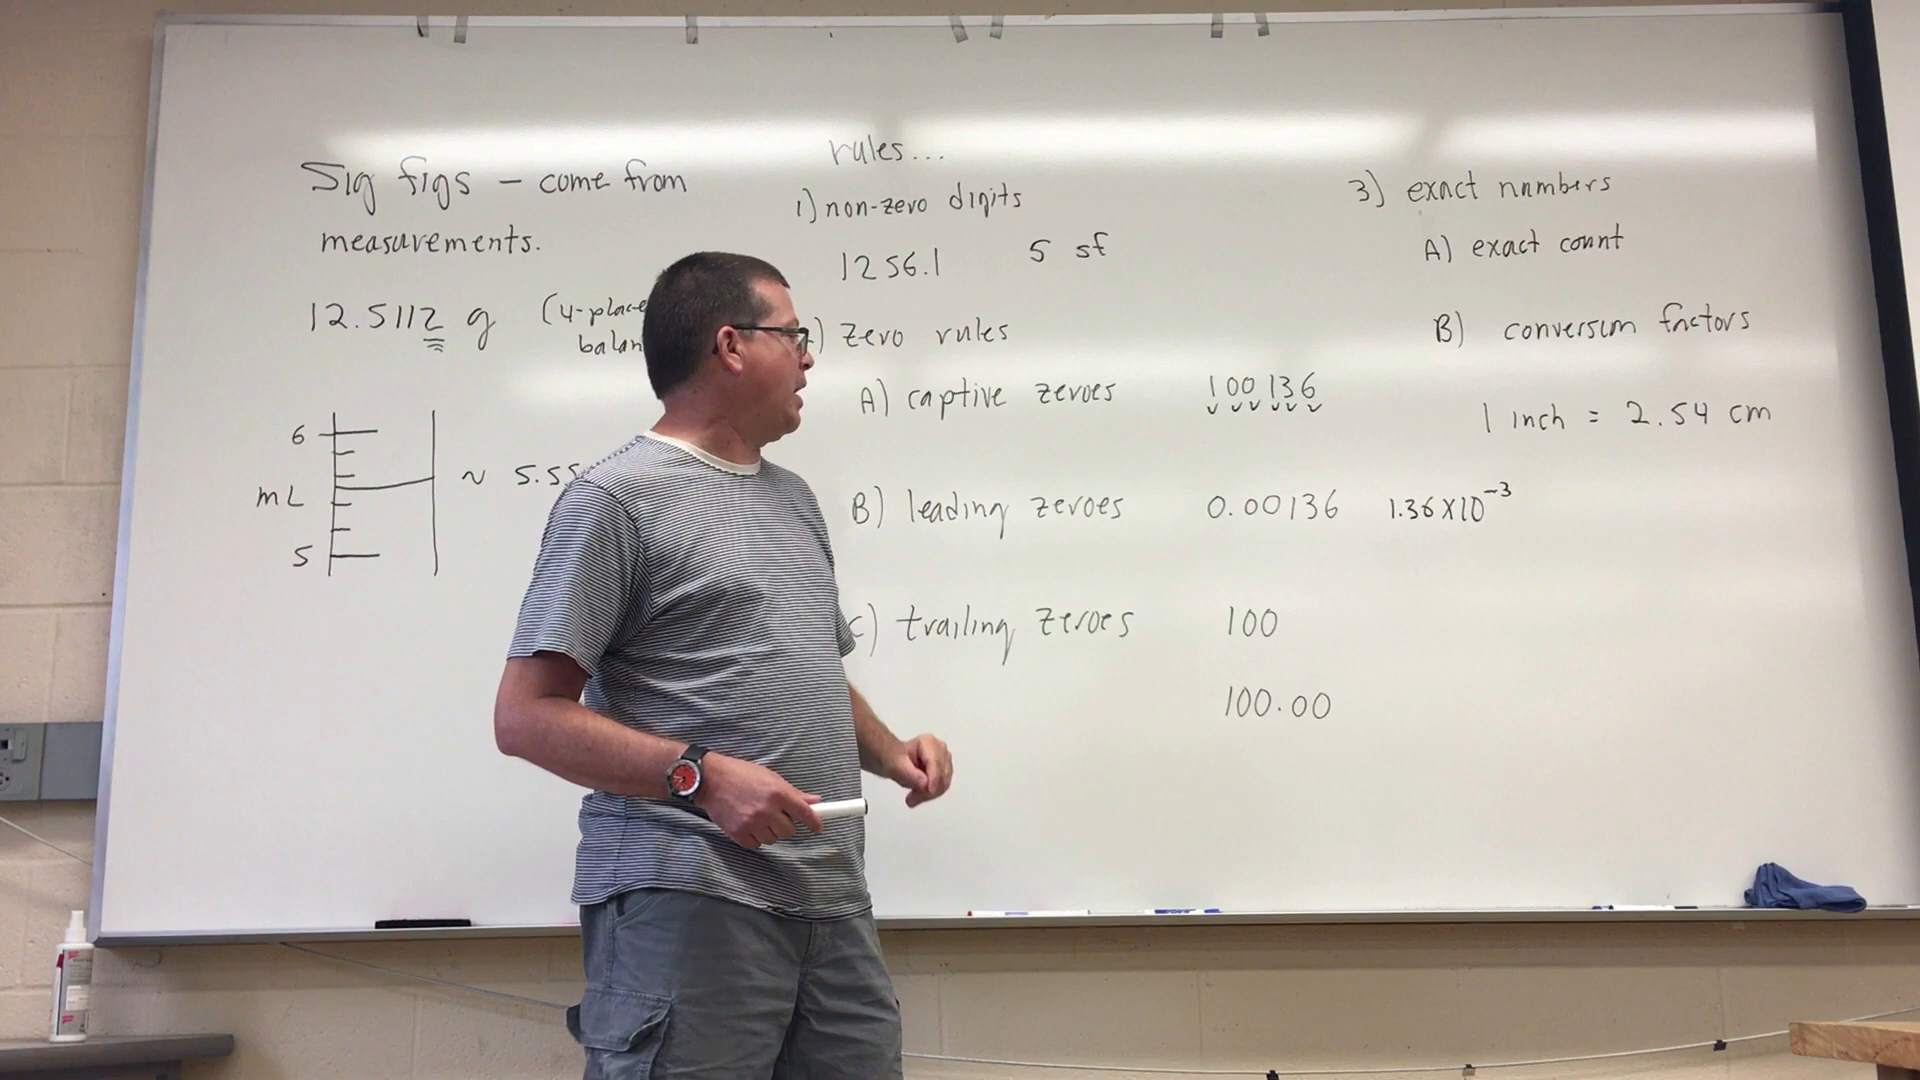 Sig figs - come from
measurements.
12.5112 g (4-place
6
mL ~ 5.55
5
rules...
1) non-zero digits
1256.1 5 sf
) zero rules
A) captive zeroes 100136
B) leading zeroes 0.00136 1.36x10⁻³
c) trailing zeroes 100
100.00
3) exact numbers
A) exact count
B) conversion factors
1 inch = 2.54 cm